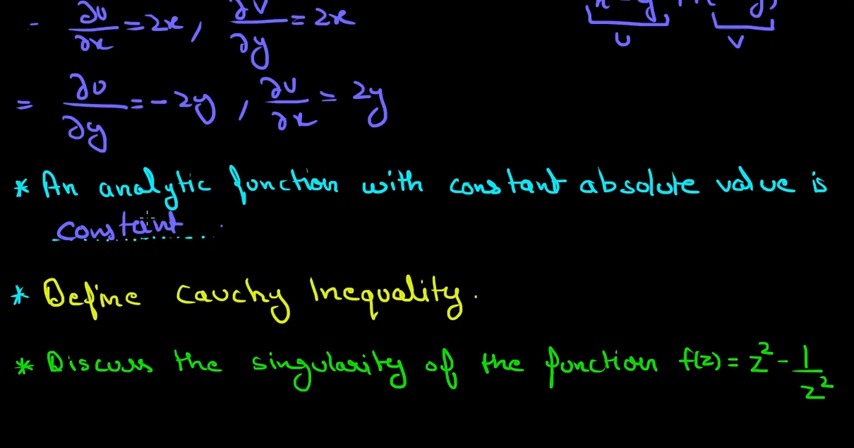 - ∂u/∂x = 2x, ∂v/∂y = 2x
u v
= ∂u/∂y = -2y, ∂v/∂x = 2y
* An analytic function with constant absolute value is
constant
* Define Cauchy Inequality.
* Discuss the singularity of the function f(z) = z² - 1/z²